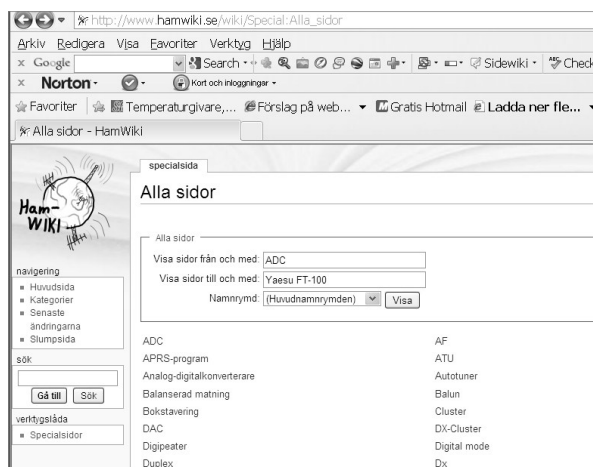 http://www.hamwiki.se/wiki/Special:Alla_sidor
Arkiv Redigera Visa Favoriter Verktyg Hjälp
x Google Search Sidewiki Check
x Norton Kort och inloggningar
Favoriter Temperaturgivare,... Förslag på web... Gratis Hotmail Ladda ner fle...
Alla sidor - HamWiki
specialsida
Alla sidor
Ham-
WIKI
Alla sidor
Visa sidor från och med: ADC
Visa sidor till och med: Yaesu FT-100
Namnrymd: (Huvudnamnrymden) Visa
navigering
Huvudsida
Kategorier
Senaste
ändringarna
Slumpsida
sök
Gå till Sök
verktygslåda
Specialsidor
ADC AF
APRS-program ATU
Analog-digitalkonverterare Autotuner
Balanserad matning Balun
Bokstavering Cluster
DAC DX-Cluster
Digipeater Digital mode
Duplex Dx